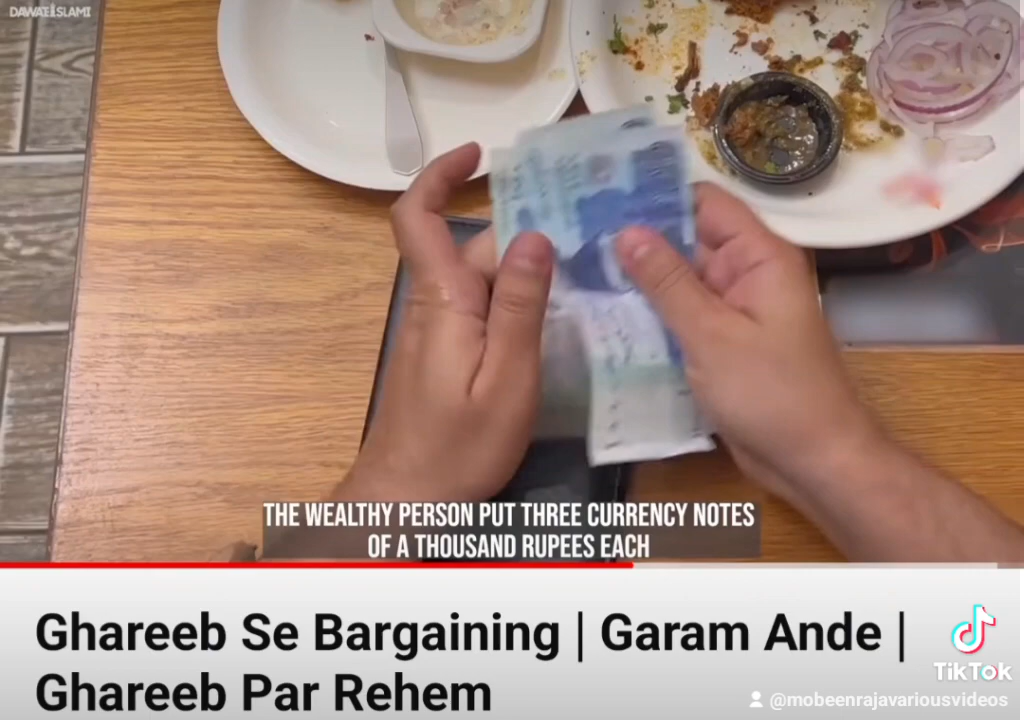 DAWATEISLAMI
THE WEALTHY PERSON PUT THREE CURRENCY NOTES
OF A THOUSAND RUPEES EACH
Ghareeb Se Bargaining | Garam Ande |
Ghareeb Par Rehem
TikTok
@mobeenrajavariousvideos